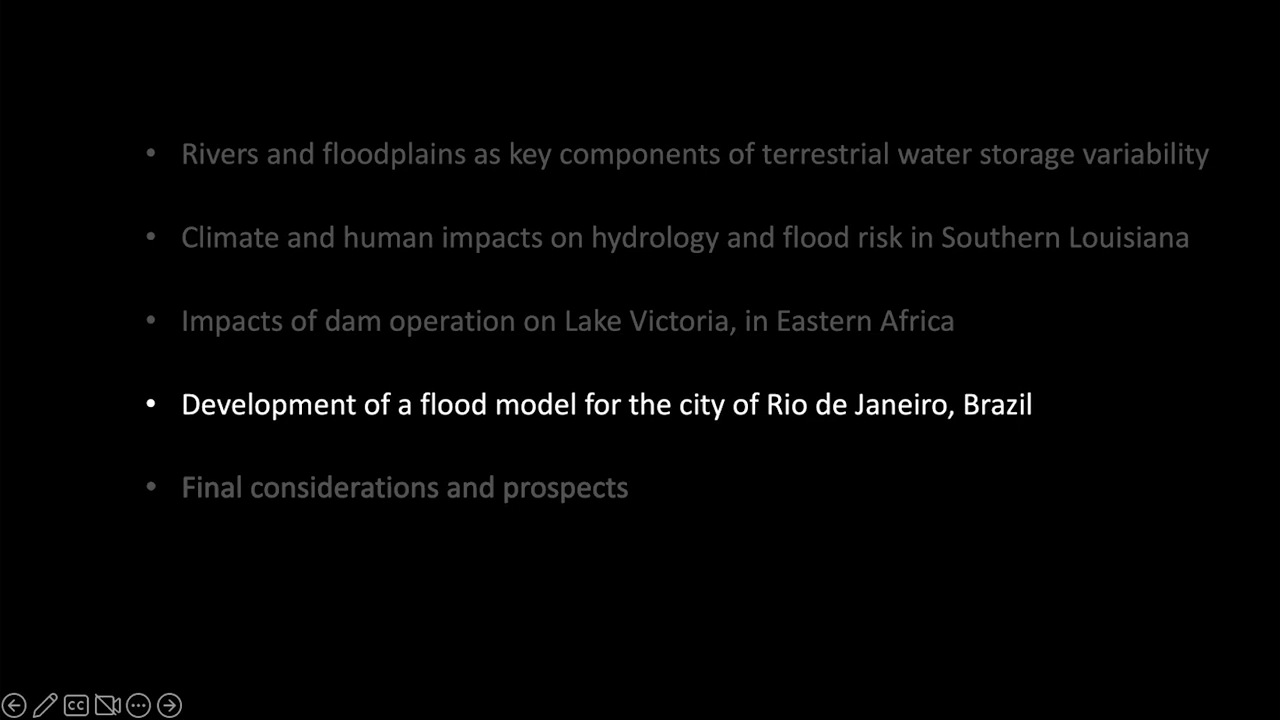 • Rivers and floodplains as key components of terrestrial water storage variability
• Climate and human impacts on hydrology and flood risk in Southern Louisiana
• Impacts of dam operation on Lake Victoria, in Eastern Africa
• Development of a flood model for the city of Rio de Janeiro, Brazil
• Final considerations and prospects
CC